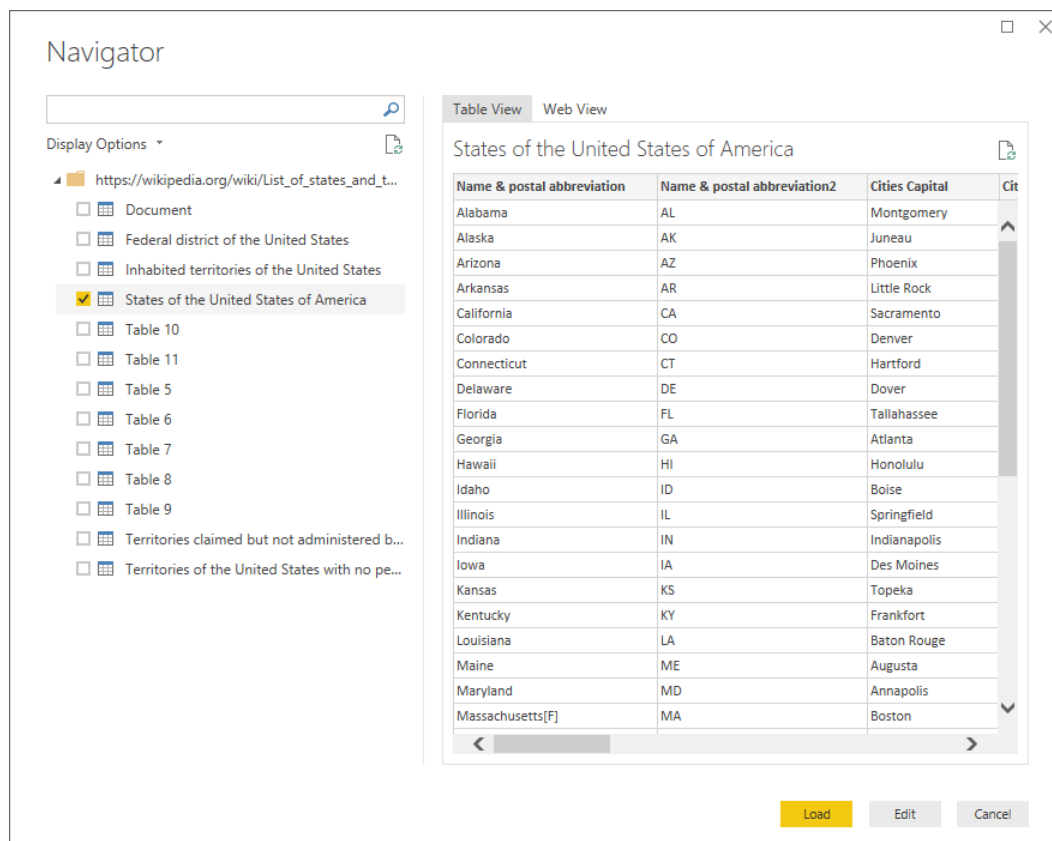 Navigator
Display Options
https://wikipedia.org/wiki/List_of_states_and_t...
Document
Federal district of the United States
Inhabited territories of the United States
States of the United States of America
Table 10
Table 11
Table 5
Table 6
Table 7
Table 8
Table 9
Territories claimed but not administered b...
Territories of the United States with no pe...
Table View Web View
States of the United States of America
Name & postal abbreviation Name & postal abbreviation2 Cities Capital Cit
Alabama AL Montgomery
Alaska AK Juneau
Arizona AZ Phoenix
Arkansas AR Little Rock
California CA Sacramento
Colorado CO Denver
Connecticut CT Hartford
Delaware DE Dover
Florida FL Tallahassee
Georgia GA Atlanta
Hawaii HI Honolulu
Idaho ID Boise
Illinois IL Springfield
Indiana IN Indianapolis
Iowa IA Des Moines
Kansas KS Topeka
Kentucky KY Frankfort
Louisiana LA Baton Rouge
Maine ME Augusta
Maryland MD Annapolis
Massachusetts[F] MA Boston
Load Edit Cancel